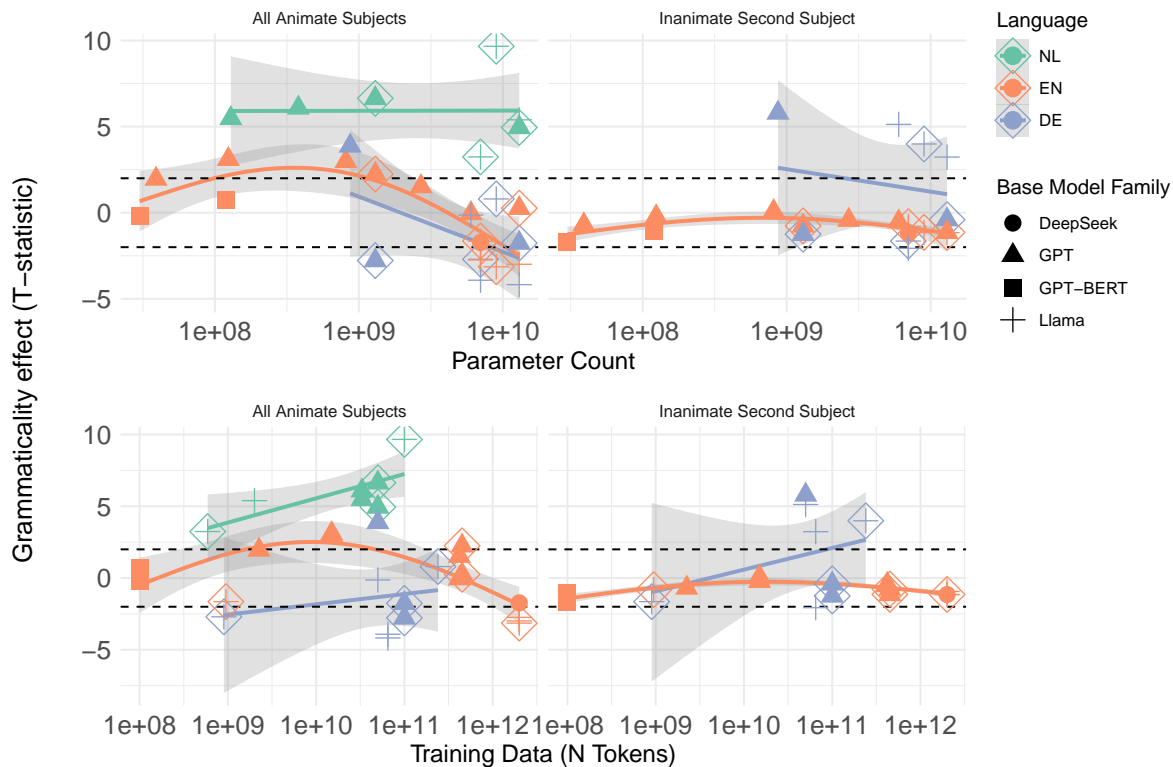 All Animate Subjects
Inanimate Second Subject
10
5
0
−5
1e+08
1e+09
1e+10
1e+08
1e+09
1e+10
Parameter Count
Grammaticality effect (T−statistic)
All Animate Subjects
Inanimate Second Subject
10
5
0
−5
1e+08
1e+09
1e+10
1e+11
1e+12
1e+08
1e+09
1e+10
1e+11
1e+12
Training Data (N Tokens)
Language
NL
EN
DE
Base Model Family
DeepSeek
GPT
GPT−BERT
Llama